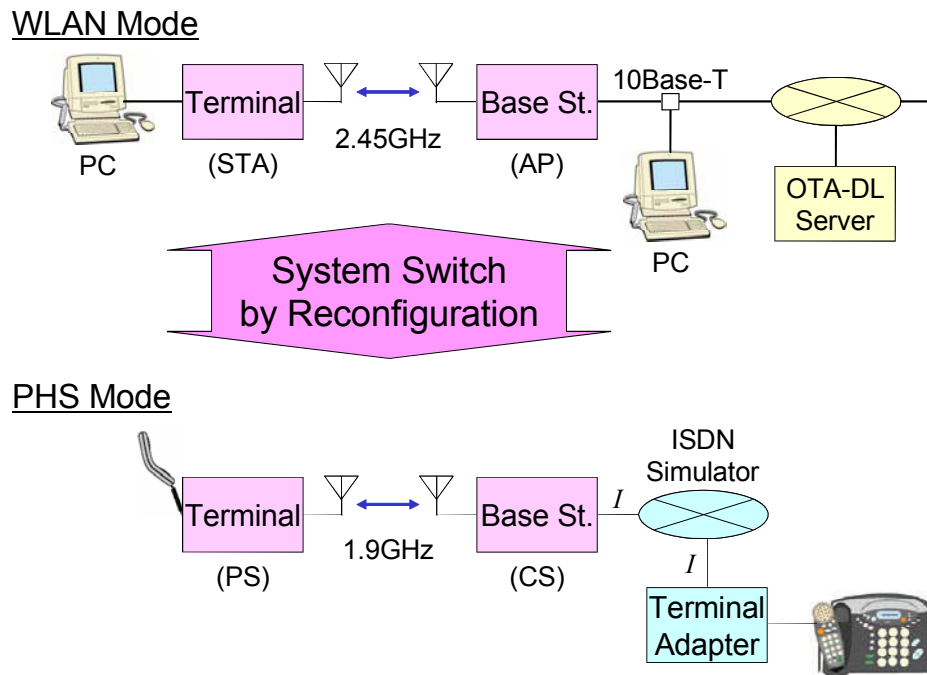 WLAN Mode
PC
Terminal
(STA)
2.45GHz
Base St.
(AP)
10Base-T
PC
OTA-DL
Server
System Switch
by Reconfiguration
PHS Mode
Terminal
(PS)
1.9GHz
Base St.
(CS)
I
ISDN
Simulator
I
Terminal
Adapter